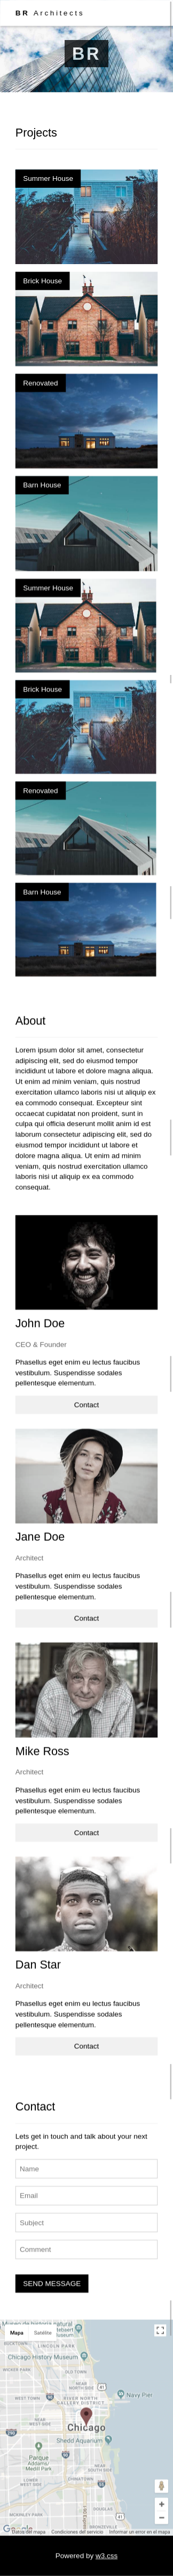 BR Architects
BR
Projects
Summer House
Brick House
Renovated
Barn House
Summer House
Brick House
Renovated
Barn House
About
Lorem ipsum dolor sit amet, consectetur
adipiscing elit, sed do eiusmod tempor
incididunt ut labore et dolore magna aliqua.
Ut enim ad minim veniam, quis nostrud
exercitation ullamco laboris nisi ut aliquip ex
ea commodo consequat. Excepteur sint
occaecat cupidatat non proident, sunt in
culpa qui officia deserunt mollit anim id est
laborum consectetur adipiscing elit, sed do
eiusmod tempor incididunt ut labore et
dolore magna aliqua. Ut enim ad minim
veniam, quis nostrud exercitation ullamco
laboris nisi ut aliquip ex ea commodo
consequat.
John Doe
CEO & Founder
Phasellus eget enim eu lectus faucibus
vestibulum. Suspendisse sodales
pellentesque elementum.
Contact
Jane Doe
Architect
Phasellus eget enim eu lectus faucibus
vestibulum. Suspendisse sodales
pellentesque elementum.
Contact
Mike Ross
Architect
Phasellus eget enim eu lectus faucibus
vestibulum. Suspendisse sodales
pellentesque elementum.
Contact
Dan Star
Architect
Phasellus eget enim eu lectus faucibus
vestibulum. Suspendisse sodales
pellentesque elementum.
Contact
Contact
Lets get in touch and talk about your next
project.
Name
Email
Subject
Comment
SEND MESSAGE
Mapa Satélite
LINCOLN PARK
Chicago History Museum
OLD TOWN
NEAR NORTH SIDE
WEST TOWN
RIVER NORTH
GALLERY DISTRICT
Navy Pier
Chicago
Shedd Aquarium
Parque
LOWER WEST SIDE
DOUGLAS
Google
Datos del mapa Condiciones del servicio Informar un error en el mapa
Powered by w3.css